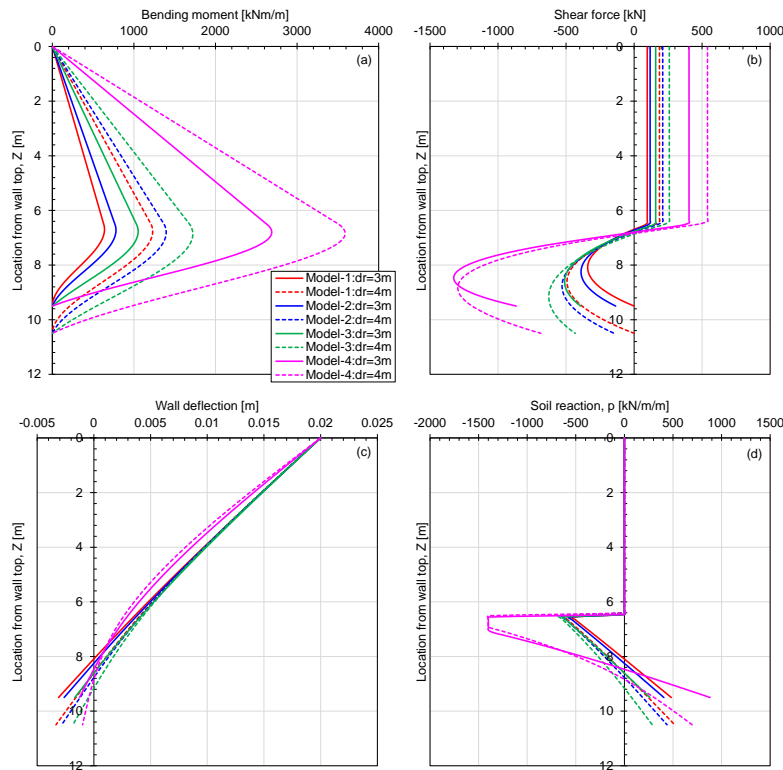 Bending moment [kNm/m]
0 1000 2000 3000 4000
0
2
4
6
8
10
12
Location from wall top, Z [m]
(a)
Model-1:dr=3m
Model-1:dr=4m
Model-2:dr=3m
Model-2:dr=4m
Model-3:dr=3m
Model-3:dr=4m
Model-4:dr=3m
Model-4:dr=4m
Shear force [kN]
-1500 -1000 -500 0 500 1000
0
2
4
6
8
10
12
Location from wall top, Z [m]
(b)
Wall deflection [m]
-0.005 0 0.005 0.01 0.015 0.02 0.025
0
2
4
6
8
10
12
Location from wall top, Z [m]
(c)
Soil reaction, p [kN/m/m]
-2000 -1500 -1000 -500 0 500 1000 1500
0
2
4
6
8
10
12
Location from wall top, Z [m]
(d)